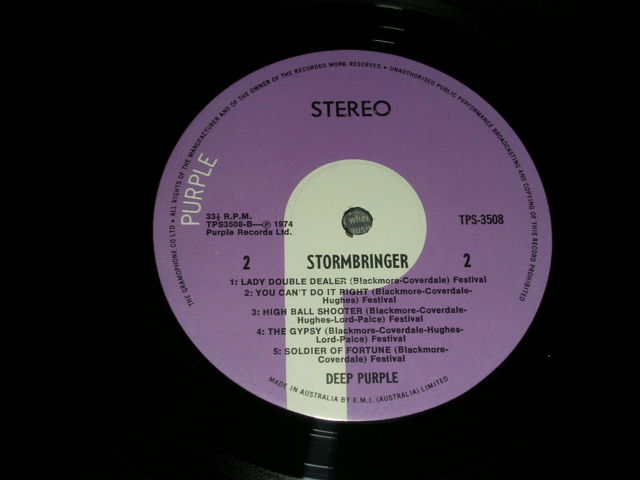 STEREO
THE GRAMOPHONE CO LTD • ALL RIGHTS OF THE MANUFACTURER AND OF THE OWNER OF THE RECORDED WORK RESERVED • UNAUTHORISED PUBLIC PERFORMANCE BROADCASTING AND COPYING OF THIS RECORD PROHIBITED
PURPLE
33⅓ R.P.M.
TPS3508-B—Ⓟ 1974
Purple Records Ltd.
TPS-3508
2 STORMBRINGER 2
1: LADY DOUBLE DEALER (Blackmore-Coverdale) Festival
2: YOU CAN'T DO IT RIGHT (Blackmore-Coverdale-
Hughes) Festival
3: HIGH BALL SHOOTER (Blackmore-Coverdale-
Hughes-Lord-Paice) Festival
4: THE GYPSY (Blackmore-Coverdale-Hughes-
Lord-Paice) Festival
5: SOLDIER OF FORTUNE (Blackmore-
Coverdale) Festival
DEEP PURPLE
MADE IN AUSTRALIA BY E.M.I. (AUSTRALIA) LIMITED